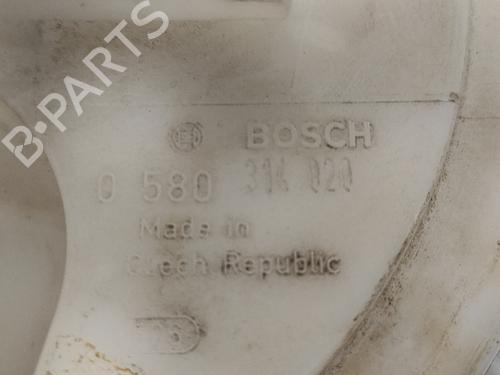 B-PARTS
BOSCH
0 580 314 020
Made in
Czech Republic